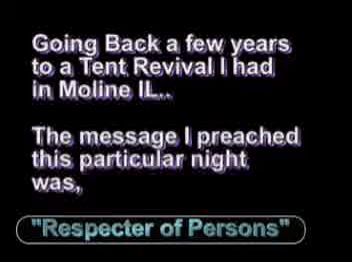 Going Back a few years
to a Tent Revival I had
in Moline IL..
The message I preached
this particular night
was,
"Respecter of Persons"